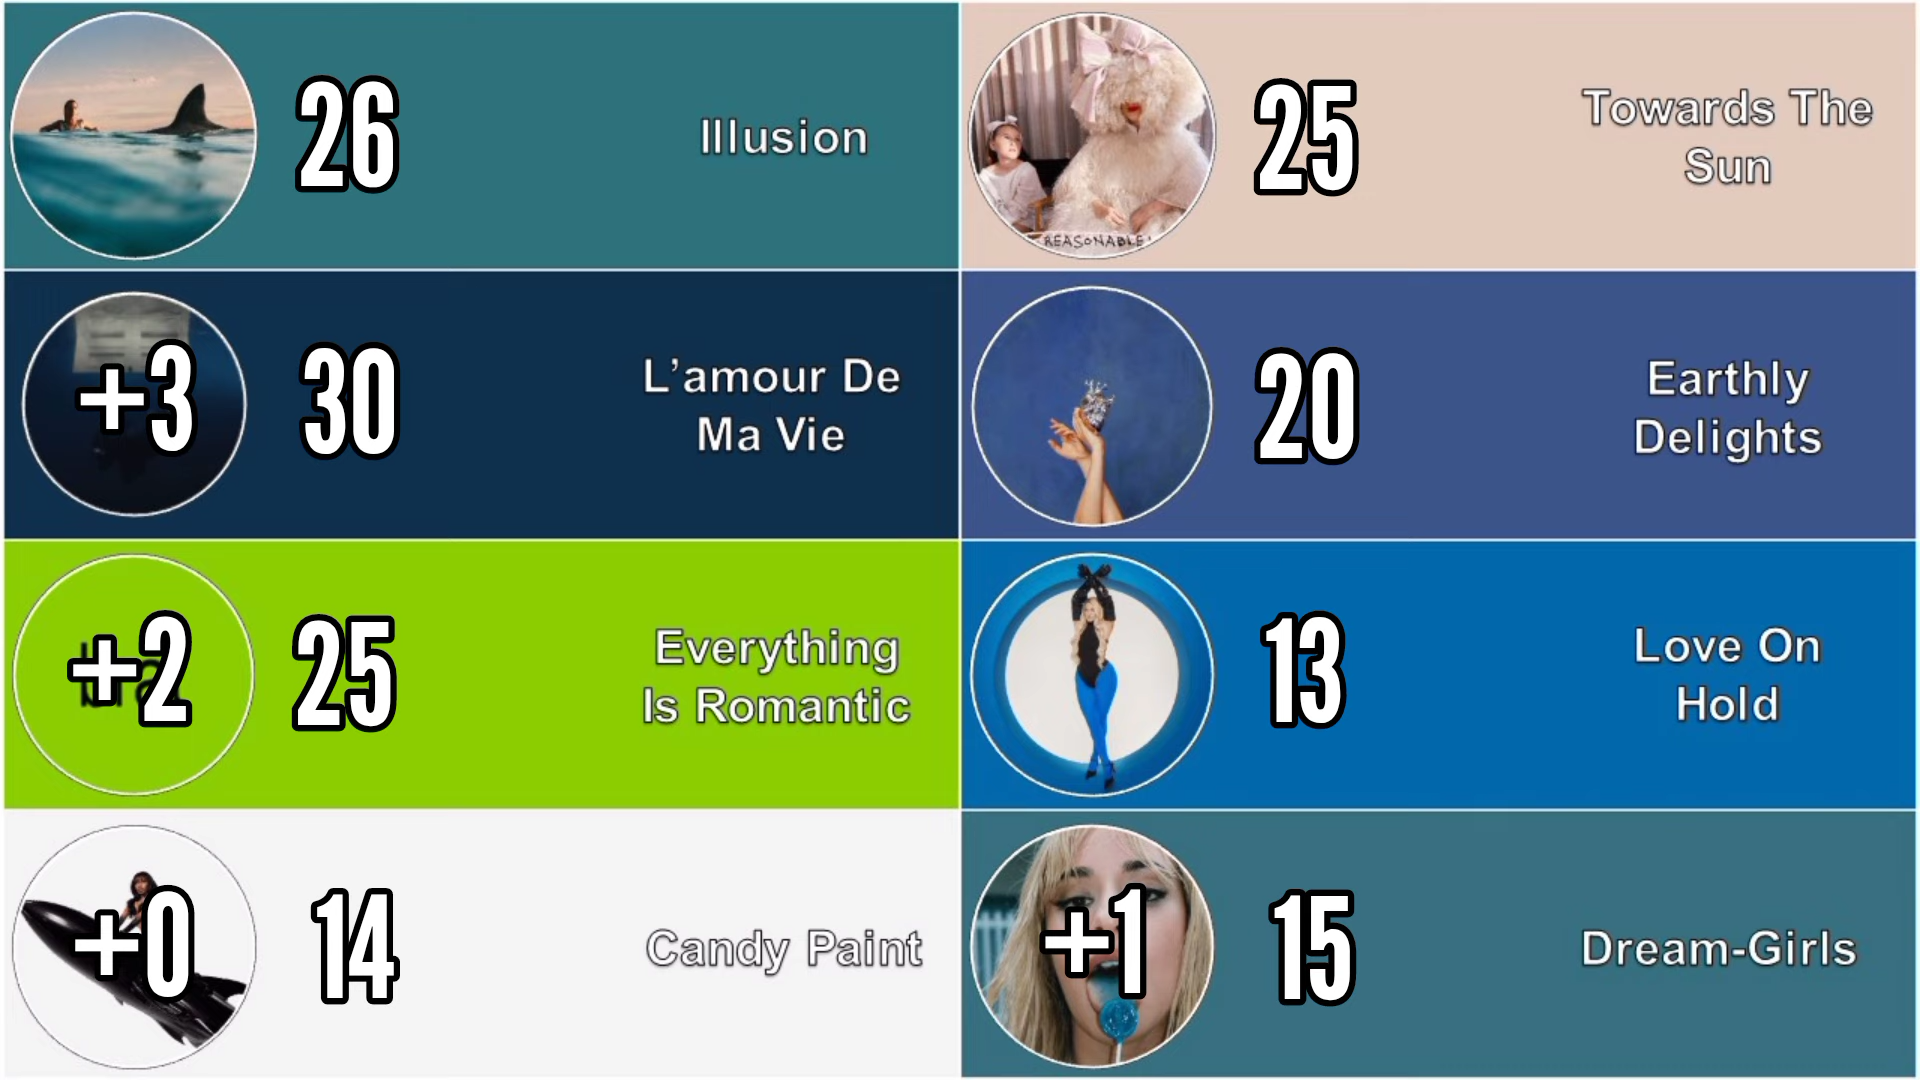 26
Illusion
REASONABLE
25
Towards The
Sun
+3
30
L’amour De
Ma Vie
20
Earthly
Delights
+2
25
Everything
Is Romantic
13
Love On
Hold
+0
14
Candy Paint
+1
15
Dream-Girls